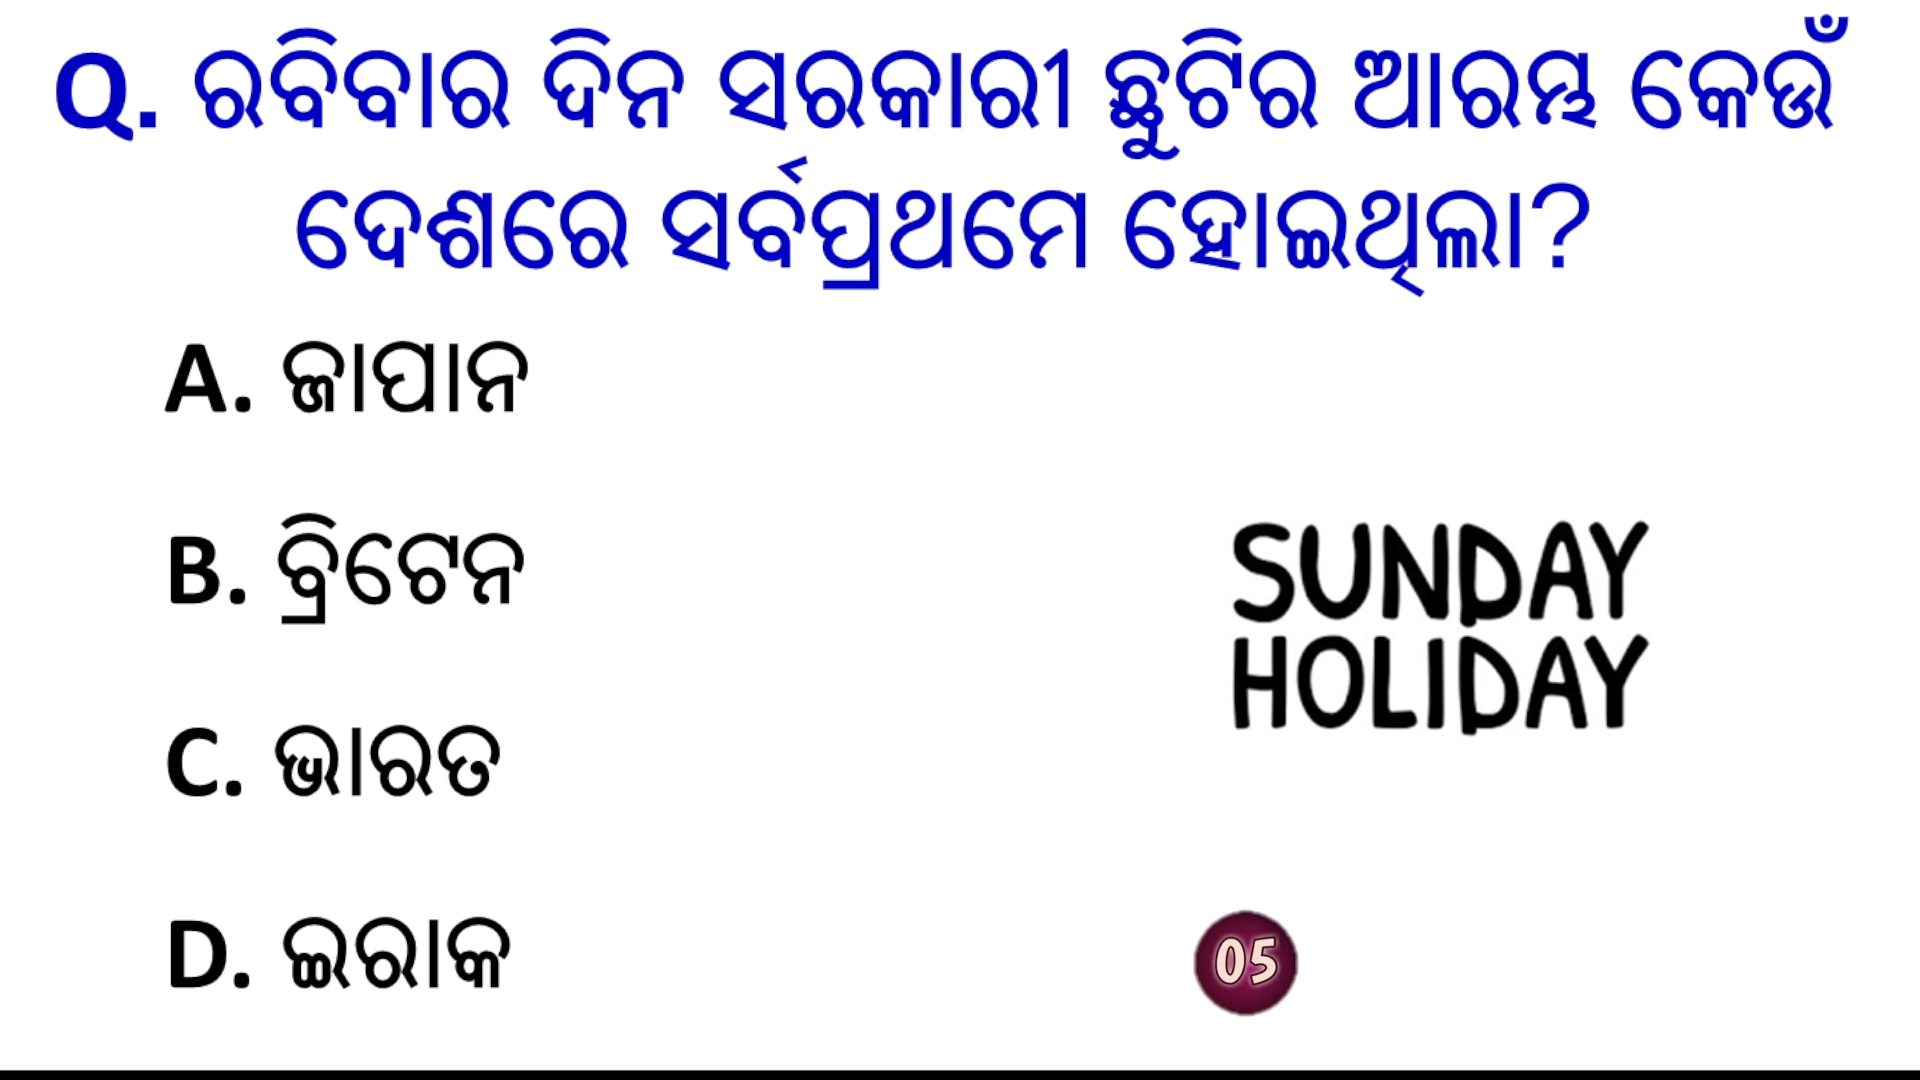 Q. ରବିବାର ଦିନ ସରକାରୀ ଛୁଟିର ଆରମ୍ଭ କେଉଁ
ଦେଶରେ ସର୍ବପ୍ରଥମେ ହୋଇଥିଲା?
A. ଜାପାନ
B. ବ୍ରିଟେନ
SUNDAY
HOLIDAY
C. ଭାରତ
D. ଇରାକ
05